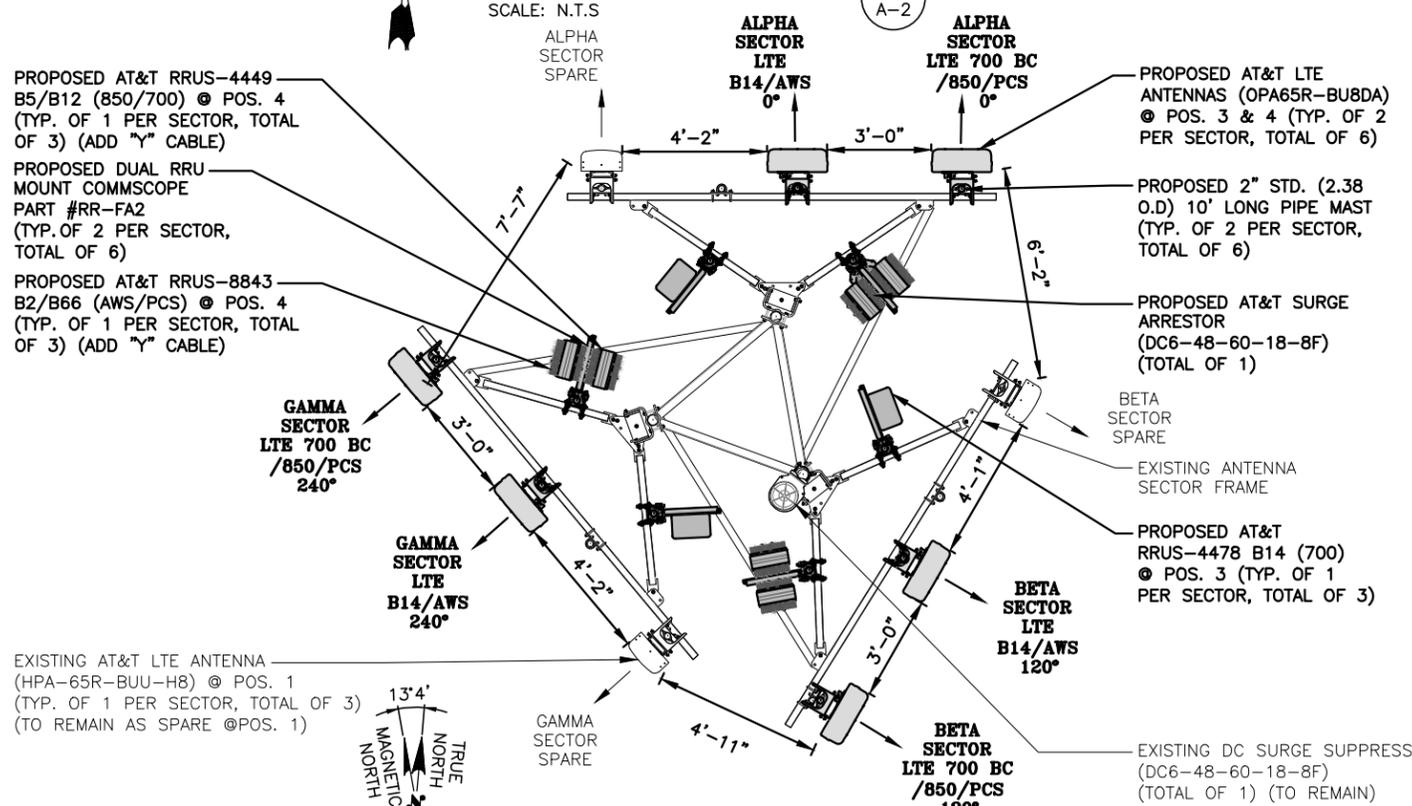 SCALE: N.T.S
A-2
ALPHA
SECTOR
SPARE
ALPHA
SECTOR
LTE
B14/AWS
0°
ALPHA
SECTOR
LTE 700 BC
/850/PCS
0°
PROPOSED AT&T RRUS-4449
B5/B12 (850/700) @ POS. 4
(TYP. OF 1 PER SECTOR, TOTAL
OF 3) (ADD "Y" CABLE)
PROPOSED DUAL RRU
MOUNT COMMSCOPE
PART #RR-FA2
(TYP.OF 2 PER SECTOR,
TOTAL OF 6)
PROPOSED AT&T RRUS-8843
B2/B66 (AWS/PCS) @ POS. 4
(TYP. OF 1 PER SECTOR, TOTAL
OF 3) (ADD "Y" CABLE)
PROPOSED AT&T LTE
ANTENNAS (OPA65R-BU8DA)
@ POS. 3 & 4 (TYP. OF 2
PER SECTOR, TOTAL OF 6)
PROPOSED 2" STD. (2.38
O.D) 10' LONG PIPE MAST
(TYP. OF 2 PER SECTOR,
TOTAL OF 6)
PROPOSED AT&T SURGE
ARRESTOR
(DC6-48-60-18-8F)
(TOTAL OF 1)
4'-2"
3'-0"
7'-7"
6'-2"
BETA
SECTOR
SPARE
EXISTING ANTENNA
SECTOR FRAME
PROPOSED AT&T
RRUS-4478 B14 (700)
@ POS. 3 (TYP. OF 1
PER SECTOR, TOTAL OF 3)
GAMMA
SECTOR
LTE 700 BC
/850/PCS
240°
3'-0"
4'-1"
GAMMA
SECTOR
LTE
B14/AWS
240°
4'-2"
BETA
SECTOR
LTE
B14/AWS
120°
3'-0"
EXISTING AT&T LTE ANTENNA
(HPA-65R-BUU-H8) @ POS. 1
(TYP. OF 1 PER SECTOR, TOTAL OF 3)
(TO REMAIN AS SPARE @POS. 1)
GAMMA
SECTOR
SPARE
4'-11"
BETA
SECTOR
LTE 700 BC
/850/PCS
EXISTING DC SURGE SUPPRESS
(DC6-48-60-18-8F)
(TOTAL OF 1) (TO REMAIN)
13°4'
TRUE
NORTH
MAGNETIC
NORTH